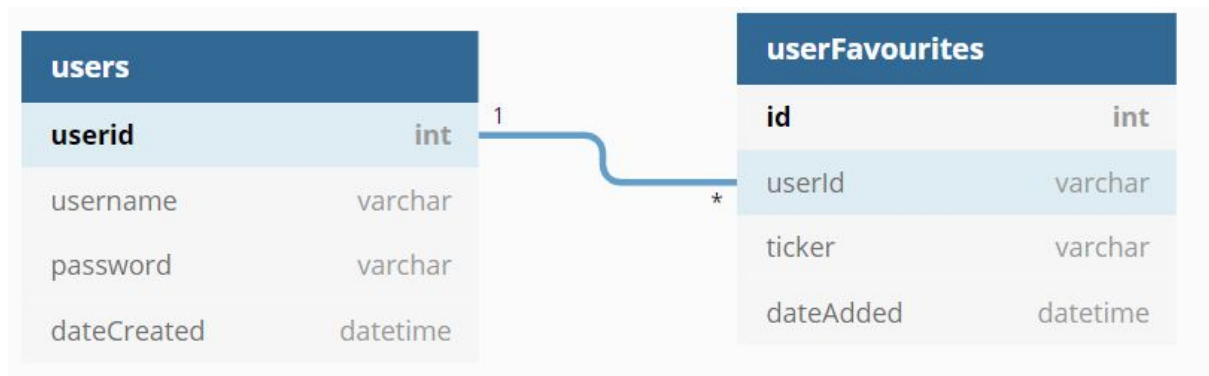 users
userid int
username varchar
password varchar
dateCreated datetime
1
*
userFavourites
id int
userId varchar
ticker varchar
dateAdded datetime